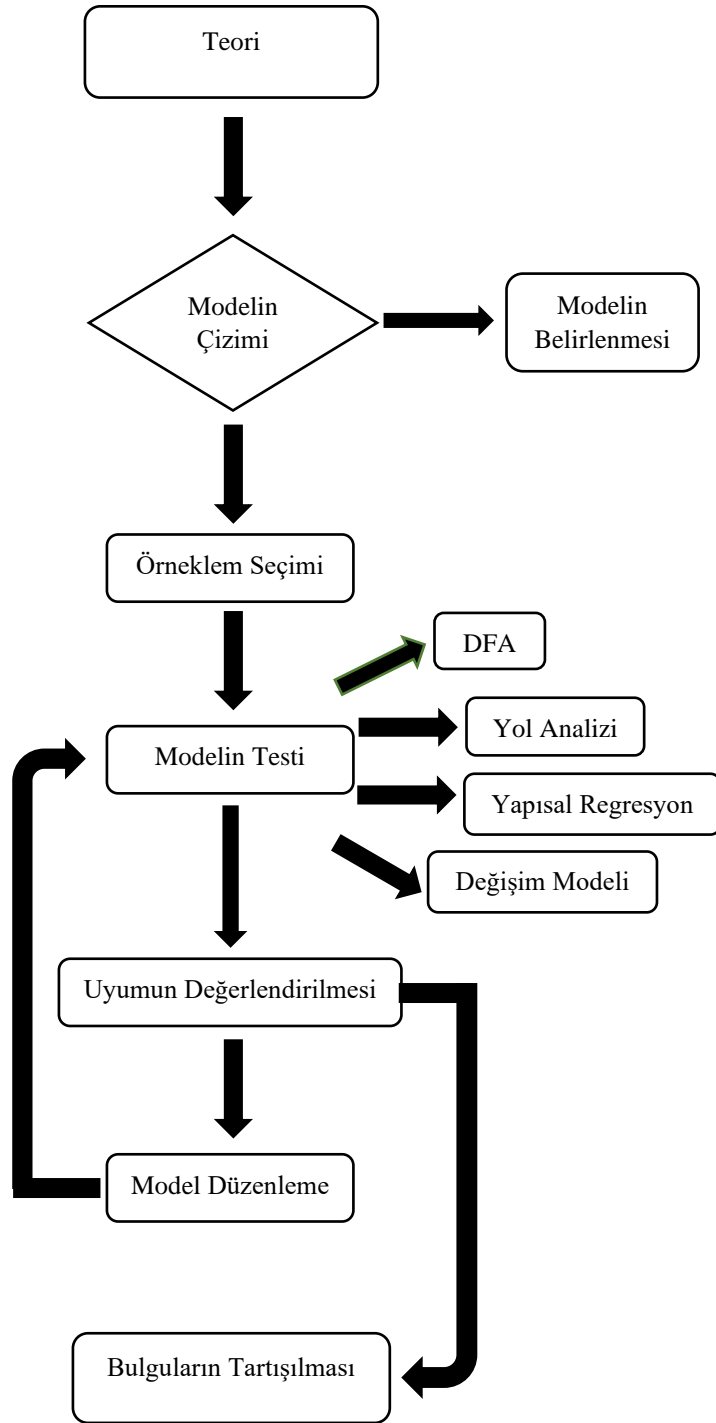 Teori
Modelin
Çizimi
Modelin
Belirlenmesi
Örneklem Seçimi
DFA
Yol Analizi
Modelin Testi
Yapısal Regresyon
Değişim Modeli
Uyumun Değerlendirilmesi
Model Düzenleme
Bulguların Tartışılması